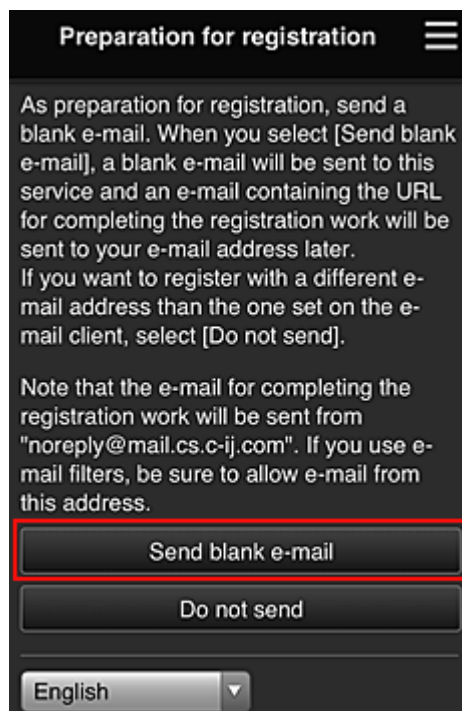 Preparation for registration
As preparation for registration, send a
blank e-mail. When you select [Send blank
e-mail], a blank e-mail will be sent to this
service and an e-mail containing the URL
for completing the registration work will be
sent to your e-mail address later.
If you want to register with a different e-
mail address than the one set on the e-
mail client, select [Do not send].
Note that the e-mail for completing the
registration work will be sent from
"noreply@mail.cs.c-ij.com". If you use e-
mail filters, be sure to allow e-mail from
this address.
Send blank e-mail
Do not send
English